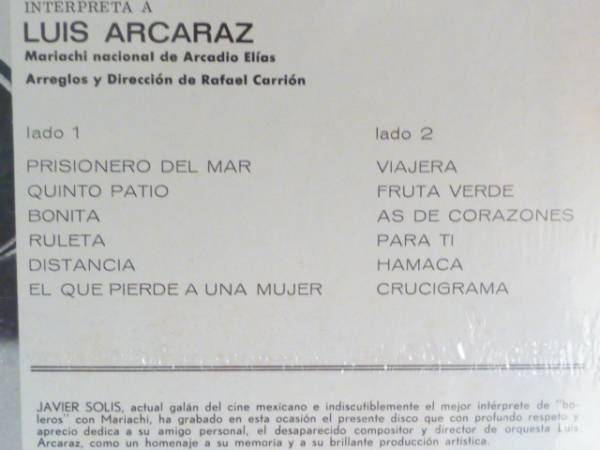 INTERPRETA A
LUIS ARCARAZ
Mariachi nacional de Arcadio Elías
Arreglos y Dirección de Rafael Carrión
lado 1
PRISIONERO DEL MAR
QUINTO PATIO
BONITA
RULETA
DISTANCIA
EL QUE PIERDE A UNA MUJER
lado 2
VIAJERA
FRUTA VERDE
AS DE CORAZONES
PARA TI
HAMACA
CRUCIGRAMA
JAVIER SOLIS, actual galán del cine mexicano e indiscutiblemente el mejor intérprete de "bo-
leros" con Mariachi, ha grabado en esta ocasión el presente disco que con profundo respeto y
aprecio dedica a su amigo personal, el desaparecido compositor y director de orquesta Luis
Arcaraz, como un homenaje a su memoria y a su brillante producción artística.